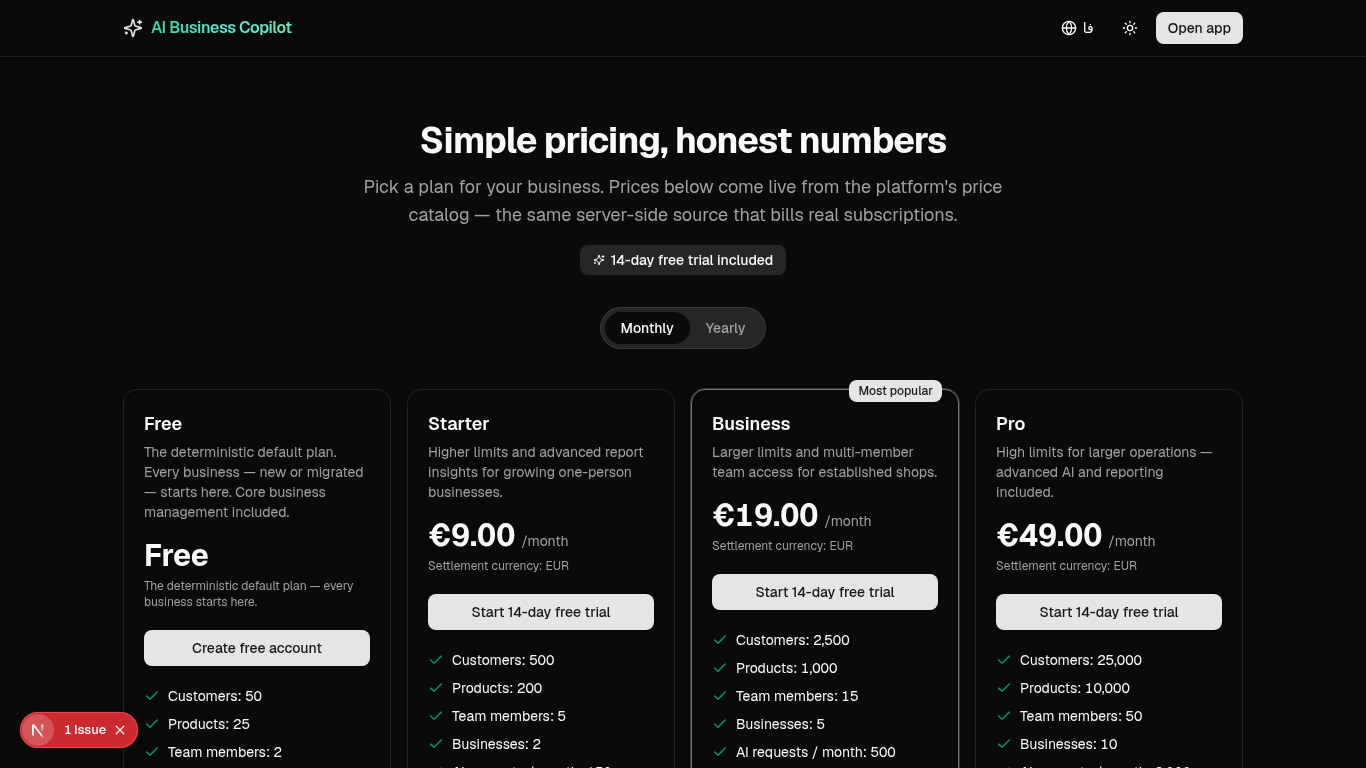 AI Business Copilot
فا
Open app
Simple pricing, honest numbers
Pick a plan for your business. Prices below come live from the platform's price
catalog — the same server-side source that bills real subscriptions.
14-day free trial included
Monthly
Yearly
Free
The deterministic default plan.
Every business — new or migrated
— starts here. Core business
management included.
Free
The deterministic default plan — every
business starts here.
Create free account
Customers: 50
Products: 25
Team members: 2
Starter
Higher limits and advanced report
insights for growing one-person
businesses.
€9.00 /month
Settlement currency: EUR
Start 14-day free trial
Customers: 500
Products: 200
Team members: 5
Businesses: 2
Most popular
Business
Larger limits and multi-member
team access for established shops.
€19.00 /month
Settlement currency: EUR
Start 14-day free trial
Customers: 2,500
Products: 1,000
Team members: 15
Businesses: 5
AI requests / month: 500
Pro
High limits for larger operations —
advanced AI and reporting
included.
€49.00 /month
Settlement currency: EUR
Start 14-day free trial
Customers: 25,000
Products: 10,000
Team members: 50
Businesses: 10
N
1 Issue